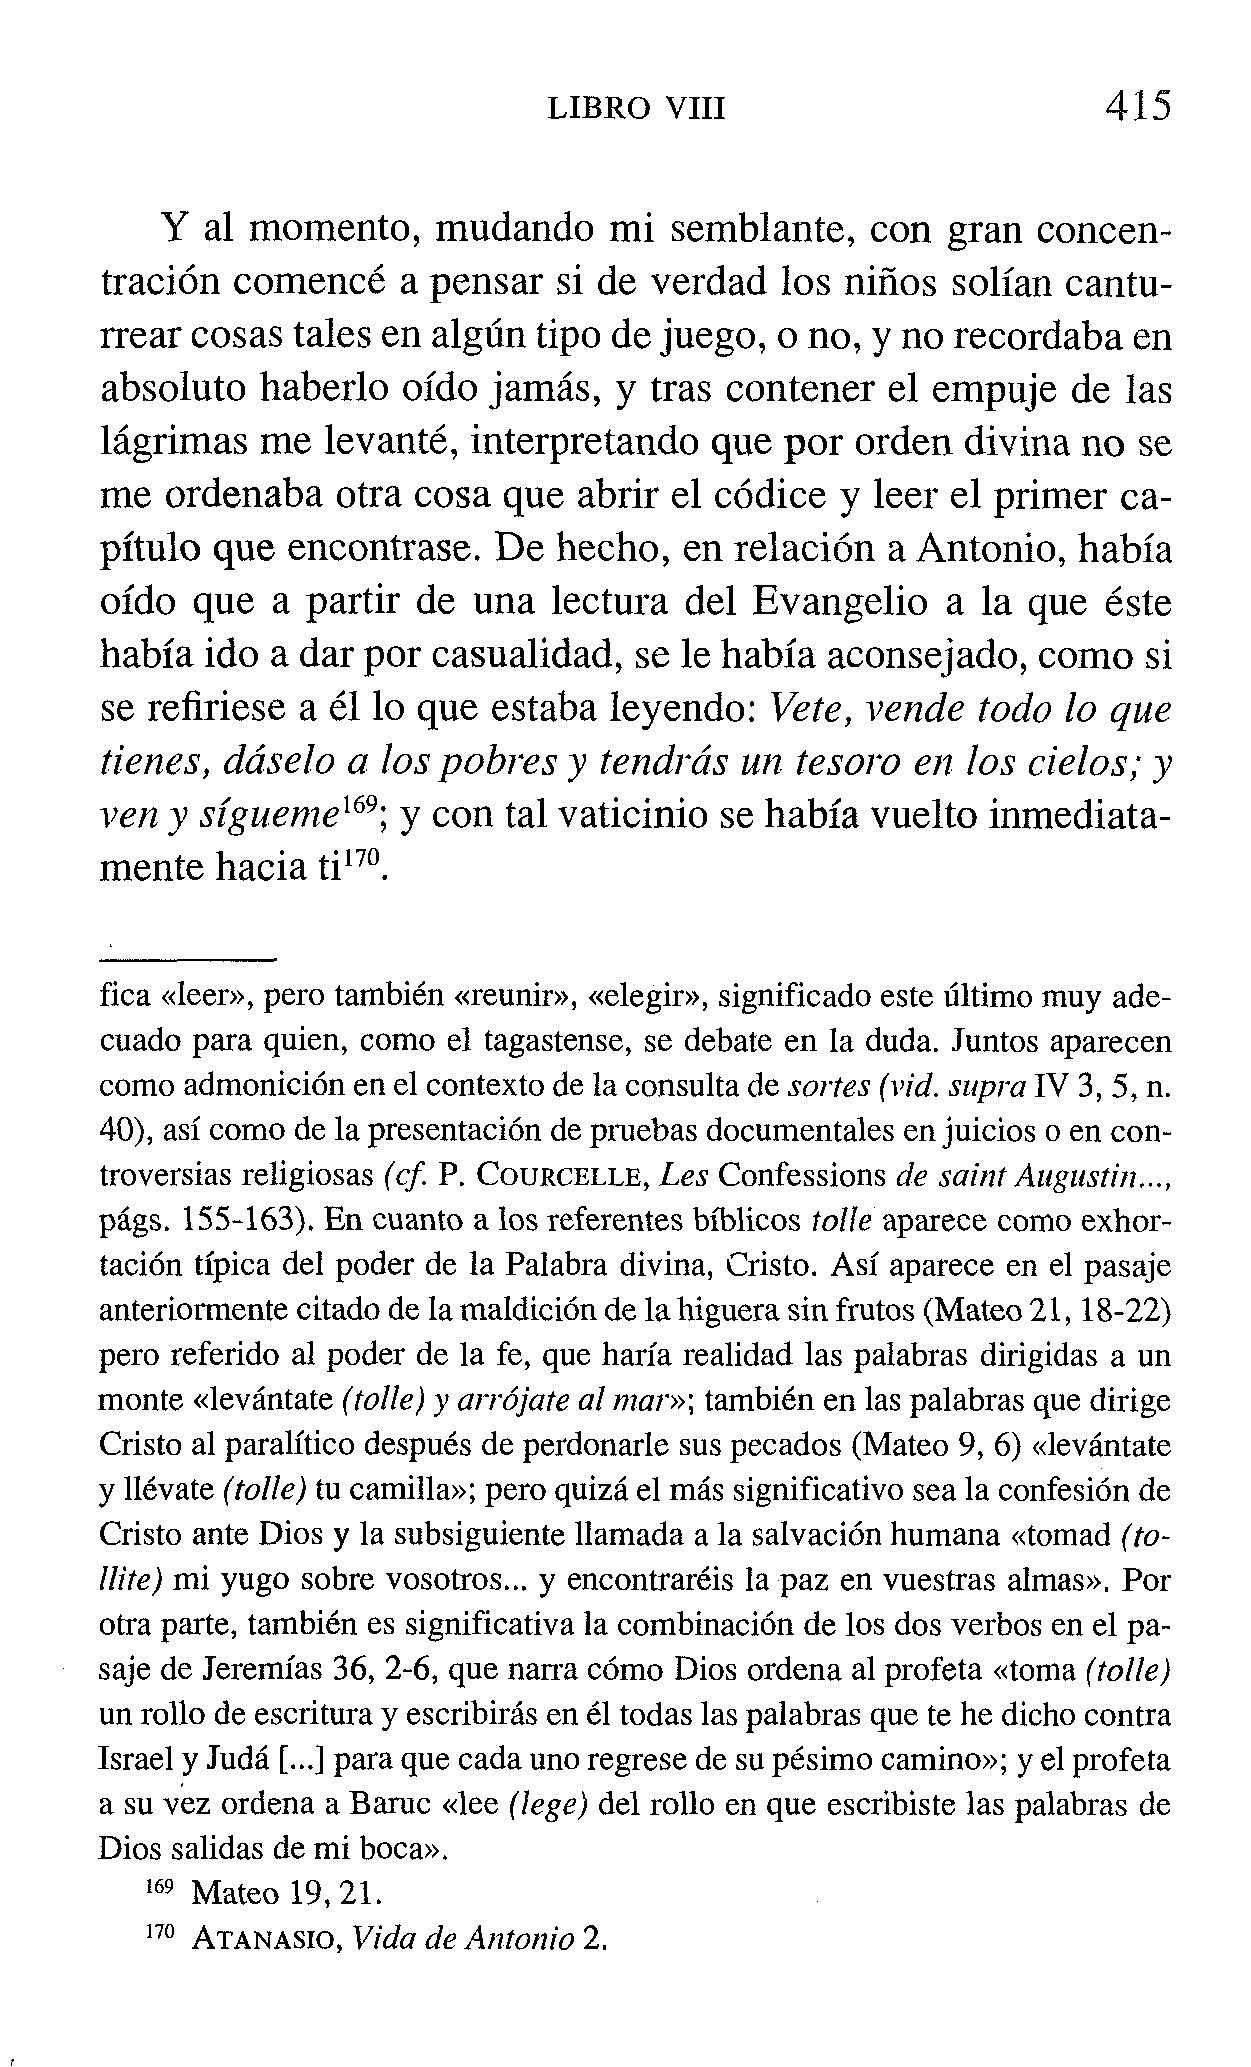 LIBRO VIII 415
Y al momento, mudando mi semblante, con gran concen-
tración comencé a pensar si de verdad los niños solían cantu-
rrear cosas tales en algún tipo de juego, o no, y no recordaba en
absoluto haberlo oído jamás, y tras contener el empuje de las
lágrimas me levanté, interpretando que por orden divina no se
me ordenaba otra cosa que abrir el códice y leer el primer ca-
pítulo que encontrase. De hecho, en relación a Antonio, había
oído que a partir de una lectura del Evangelio a la que éste
había ido a dar por casualidad, se le había aconsejado, como si
se refiriese a él lo que estaba leyendo: Vete, vende todo lo que
tienes, dáselo a los pobres y tendrás un tesoro en los cielos; y
ven y sígueme¹⁶⁹; y con tal vaticinio se había vuelto inmediata-
mente hacia ti¹⁷⁰.
fica «leer», pero también «reunir», «elegir», significado este último muy ade-
cuado para quien, como el tagastense, se debate en la duda. Juntos aparecen
como admonición en el contexto de la consulta de sortes (vid. supra IV 3, 5, n.
40), así como de la presentación de pruebas documentales en juicios o en con-
troversias religiosas (cf. P. COURCELLE, Les Confessions de saint Augustin...,
págs. 155-163). En cuanto a los referentes bíblicos tolle aparece como exhor-
tación típica del poder de la Palabra divina, Cristo. Así aparece en el pasaje
anteriormente citado de la maldición de la higuera sin frutos (Mateo 21, 18-22)
pero referido al poder de la fe, que haría realidad las palabras dirigidas a un
monte «levántate (tolle) y arrójate al mar»; también en las palabras que dirige
Cristo al paralítico después de perdonarle sus pecados (Mateo 9, 6) «levántate
y llévate (tolle) tu camilla»; pero quizá el más significativo sea la confesión de
Cristo ante Dios y la subsiguiente llamada a la salvación humana «tomad (to-
llite) mi yugo sobre vosotros... y encontraréis la paz en vuestras almas». Por
otra parte, también es significativa la combinación de los dos verbos en el pa-
saje de Jeremías 36, 2-6, que narra cómo Dios ordena al profeta «toma (tolle)
un rollo de escritura y escribirás en él todas las palabras que te he dicho contra
Israel y Judá [...] para que cada uno regrese de su pésimo camino»; y el profeta
a su vez ordena a Baruc «lee (lege) del rollo en que escribiste las palabras de
Dios salidas de mi boca».
¹⁶⁹ Mateo 19, 21.
¹⁷⁰ ATANASIO, Vida de Antonio 2.